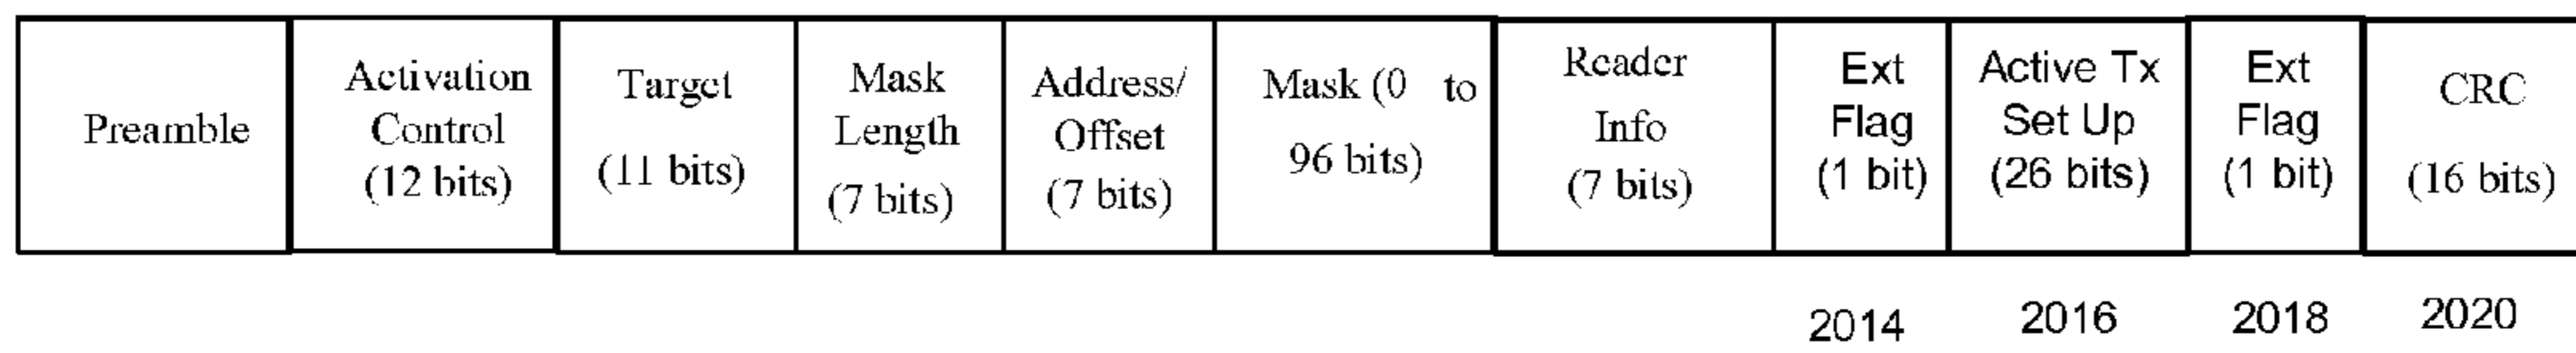 Preamble
Activation
Control
(12 bits)
Target
(11 bits)
Mask
Length
(7 bits)
Address/
Offset
(7 bits)
Mask (0 to
96 bits)
Reader
Info
(7 bits)
Ext
Flag
(1 bit)
Active Tx
Set Up
(26 bits)
Ext
Flag
(1 bit)
CRC
(16 bits)
2014
2016
2018
2020